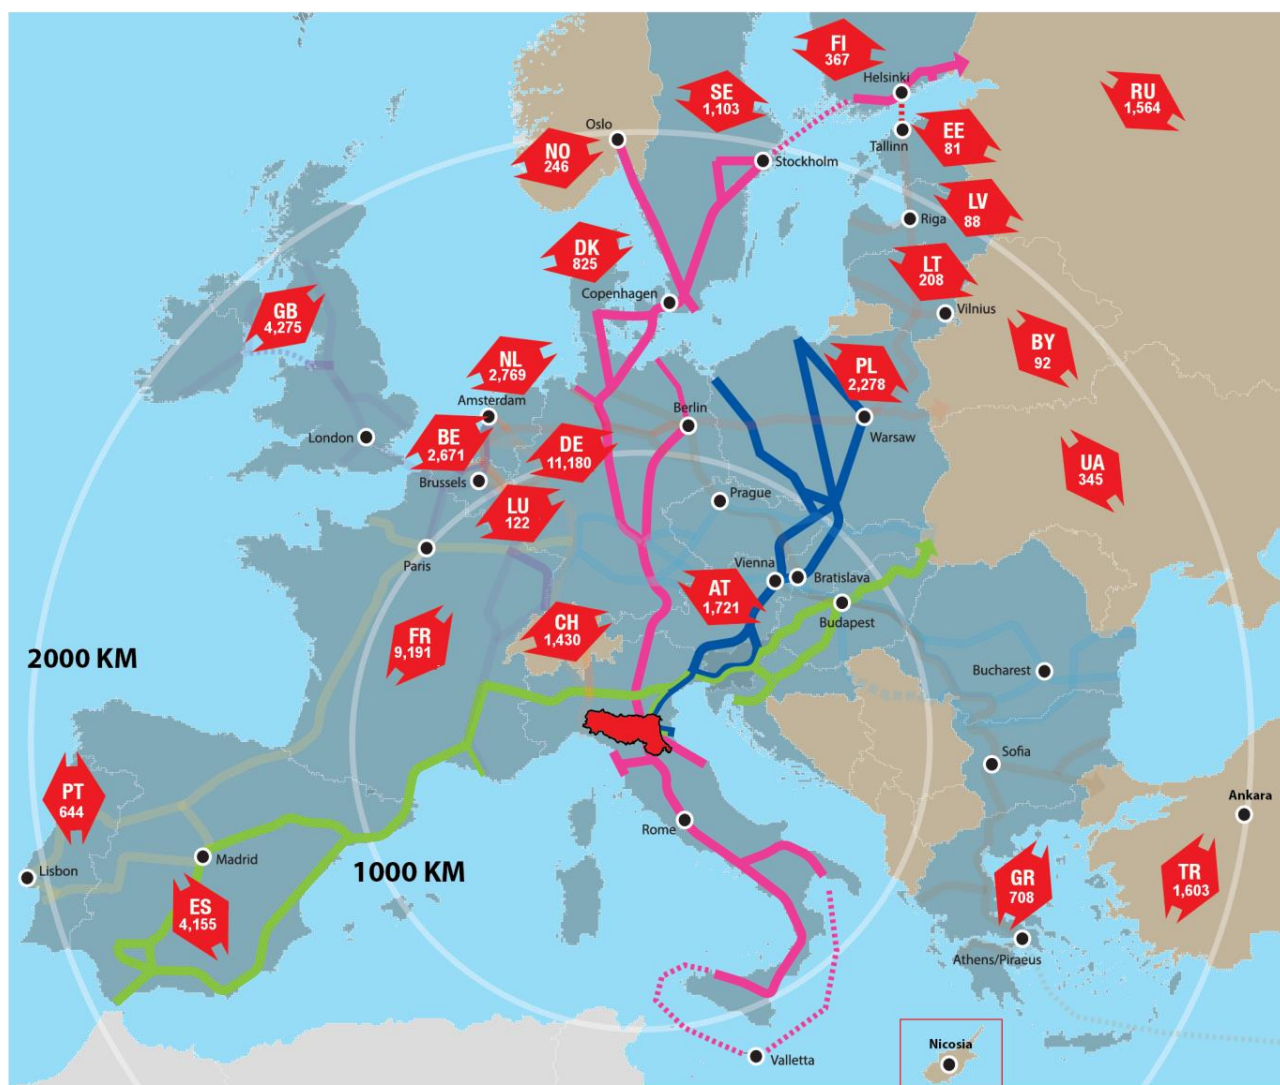 FI
367
Helsinki
SE
1,103
RU
1,564
Oslo
EE
81
Tallinn
NO
246
Stockholm
LV
88
Riga
DK
825
LT
208
Copenhagen
Vilnius
GB
4,275
BY
92
NL
2,769
PL
2,278
Amsterdam
Berlin
Warsaw
London
BE
2,671
DE
11,180
UA
345
Brussels
LU
122
Prague
Paris
Vienna
Bratislava
AT
1,721
Budapest
CH
1,430
FR
9,191
2000 KM
Bucharest
Sofia
PT
644
Ankara
Rome
Madrid
Lisbon
1000 KM
ES
4,155
GR
708
TR
1,603
Athens/Piraeus
Nicosia
Valletta